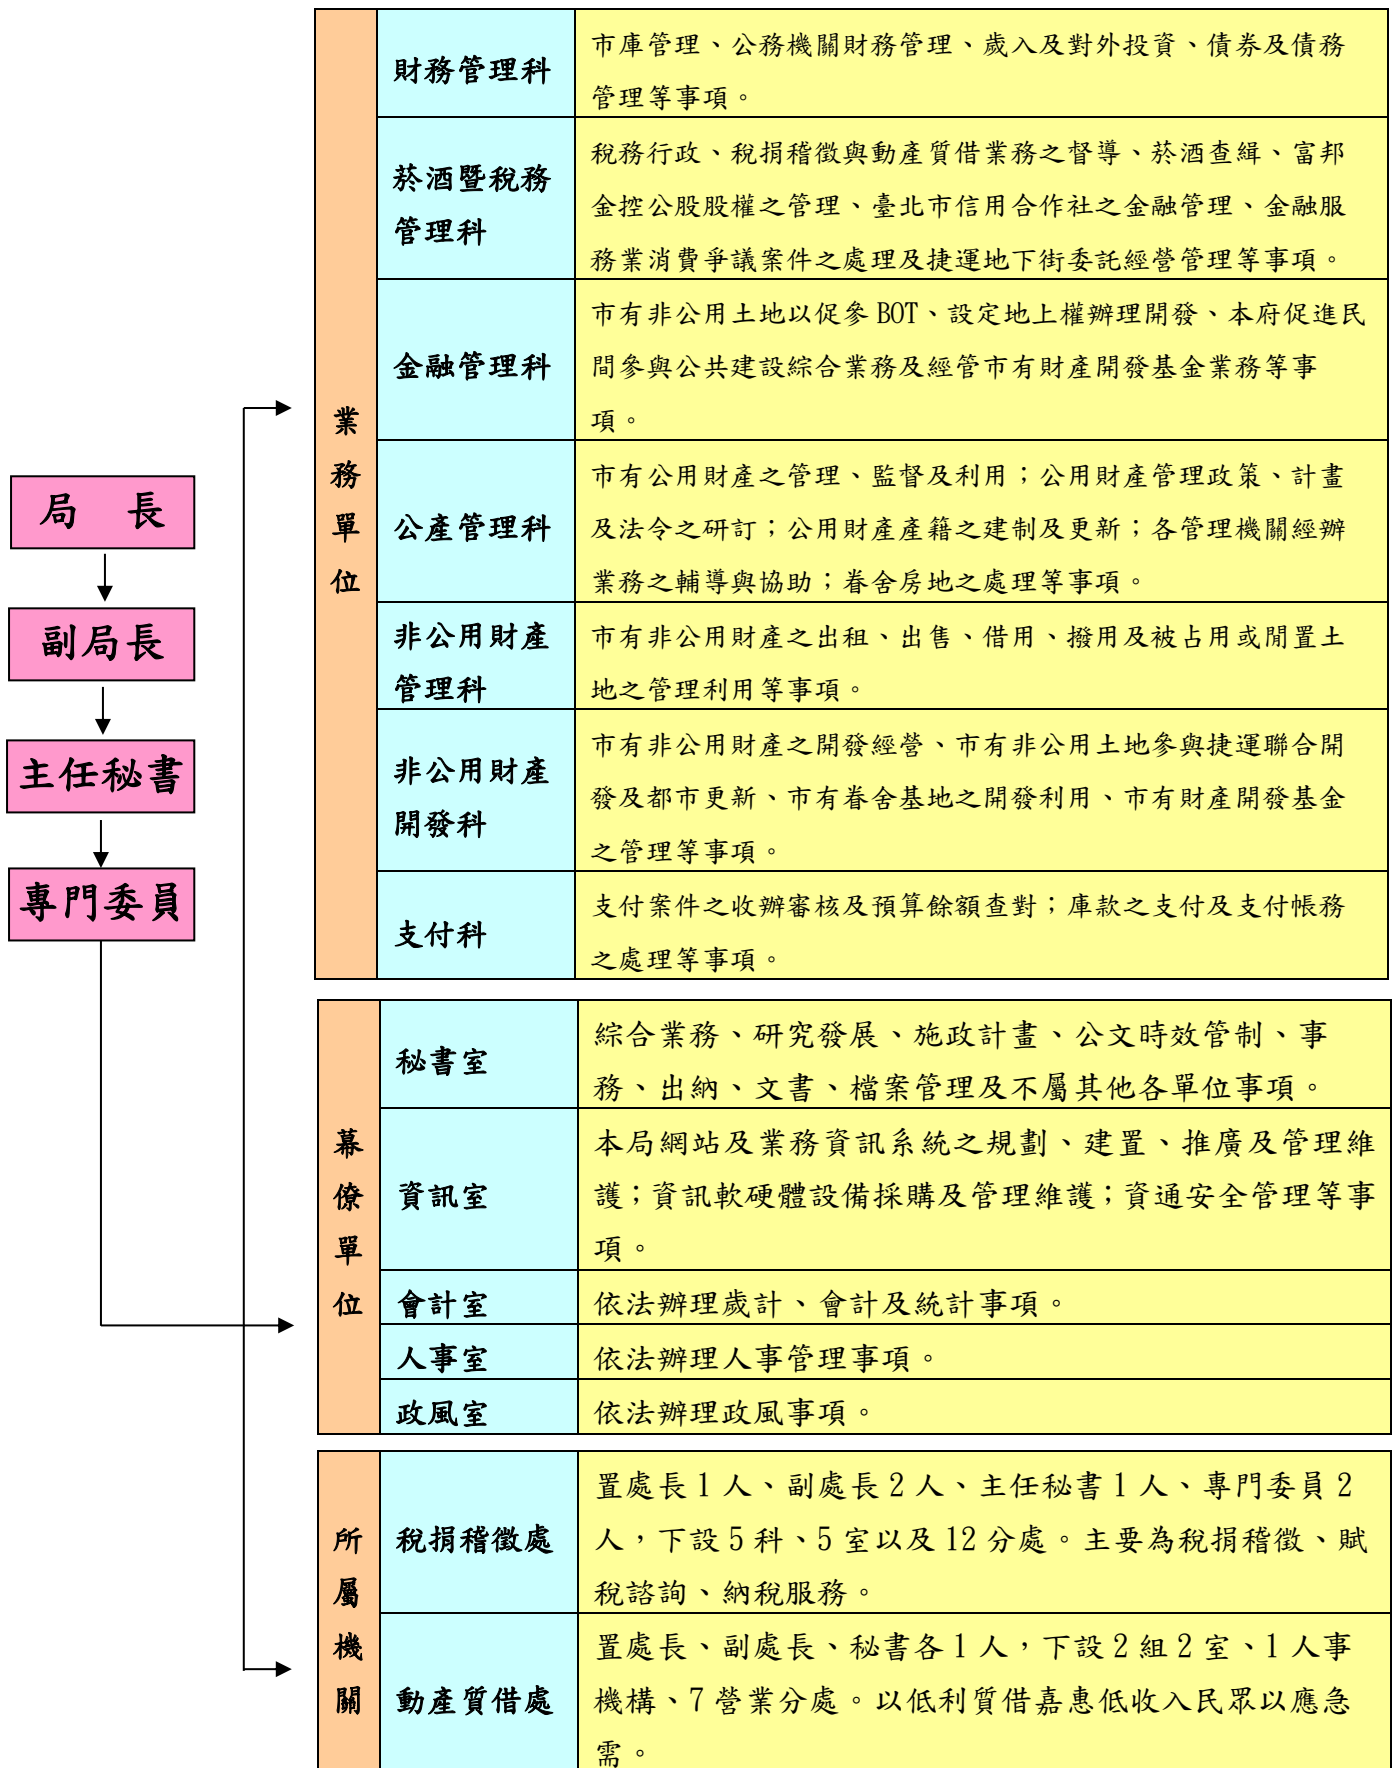 局　長
副局長
主任秘書
專門委員
業務單位
財務管理科
市庫管理、公務機關財務管理、歲入及對外投資、債券及債務
管理等事項。
菸酒暨稅務
管理科
稅務行政、稅捐稽徵與動產質借業務之督導、菸酒查緝、富邦
金控公股股權之管理、臺北市信用合作社之金融管理、金融服
務業消費爭議案件之處理及捷運地下街委託經營管理等事項。
金融管理科
市有非公用土地以促參 BOT、設定地上權辦理開發、本府促進民
間參與公共建設綜合業務及經管市有財產開發基金業務等事
項。
公產管理科
市有公用財產之管理、監督及利用；公用財產管理政策、計畫
及法令之研訂；公用財產產籍之建制及更新；各管理機關經辦
業務之輔導與協助；眷舍房地之處理等事項。
非公用財產
管理科
市有非公用財產之出租、出售、借用、撥用及被占用或閒置土
地之管理利用等事項。
非公用財產
開發科
市有非公用財產之開發經營、市有非公用土地參與捷運聯合開
發及都市更新、市有眷舍基地之開發利用、市有財產開發基金
之管理等事項。
支付科
支付案件之收辦審核及預算餘額查對；庫款之支付及支付帳務
之處理等事項。
幕僚單位
秘書室
綜合業務、研究發展、施政計畫、公文時效管制、事
務、出納、文書、檔案管理及不屬其他各單位事項。
資訊室
本局網站及業務資訊系統之規劃、建置、推廣及管理維
護；資訊軟硬體設備採購及管理維護；資通安全管理等事
項。
會計室
依法辦理歲計、會計及統計事項。
人事室
依法辦理人事管理事項。
政風室
依法辦理政風事項。
所屬機關
稅捐稽徵處
置處長 1 人、副處長 2 人、主任秘書 1 人、專門委員 2
人，下設 5 科、5 室以及 12 分處。主要為稅捐稽徵、賦
稅諮詢、納稅服務。
動產質借處
置處長、副處長、秘書各 1 人，下設 2 組 2 室、1 人事
機構、7 營業分處。以低利質借嘉惠低收入民眾以應急
需。